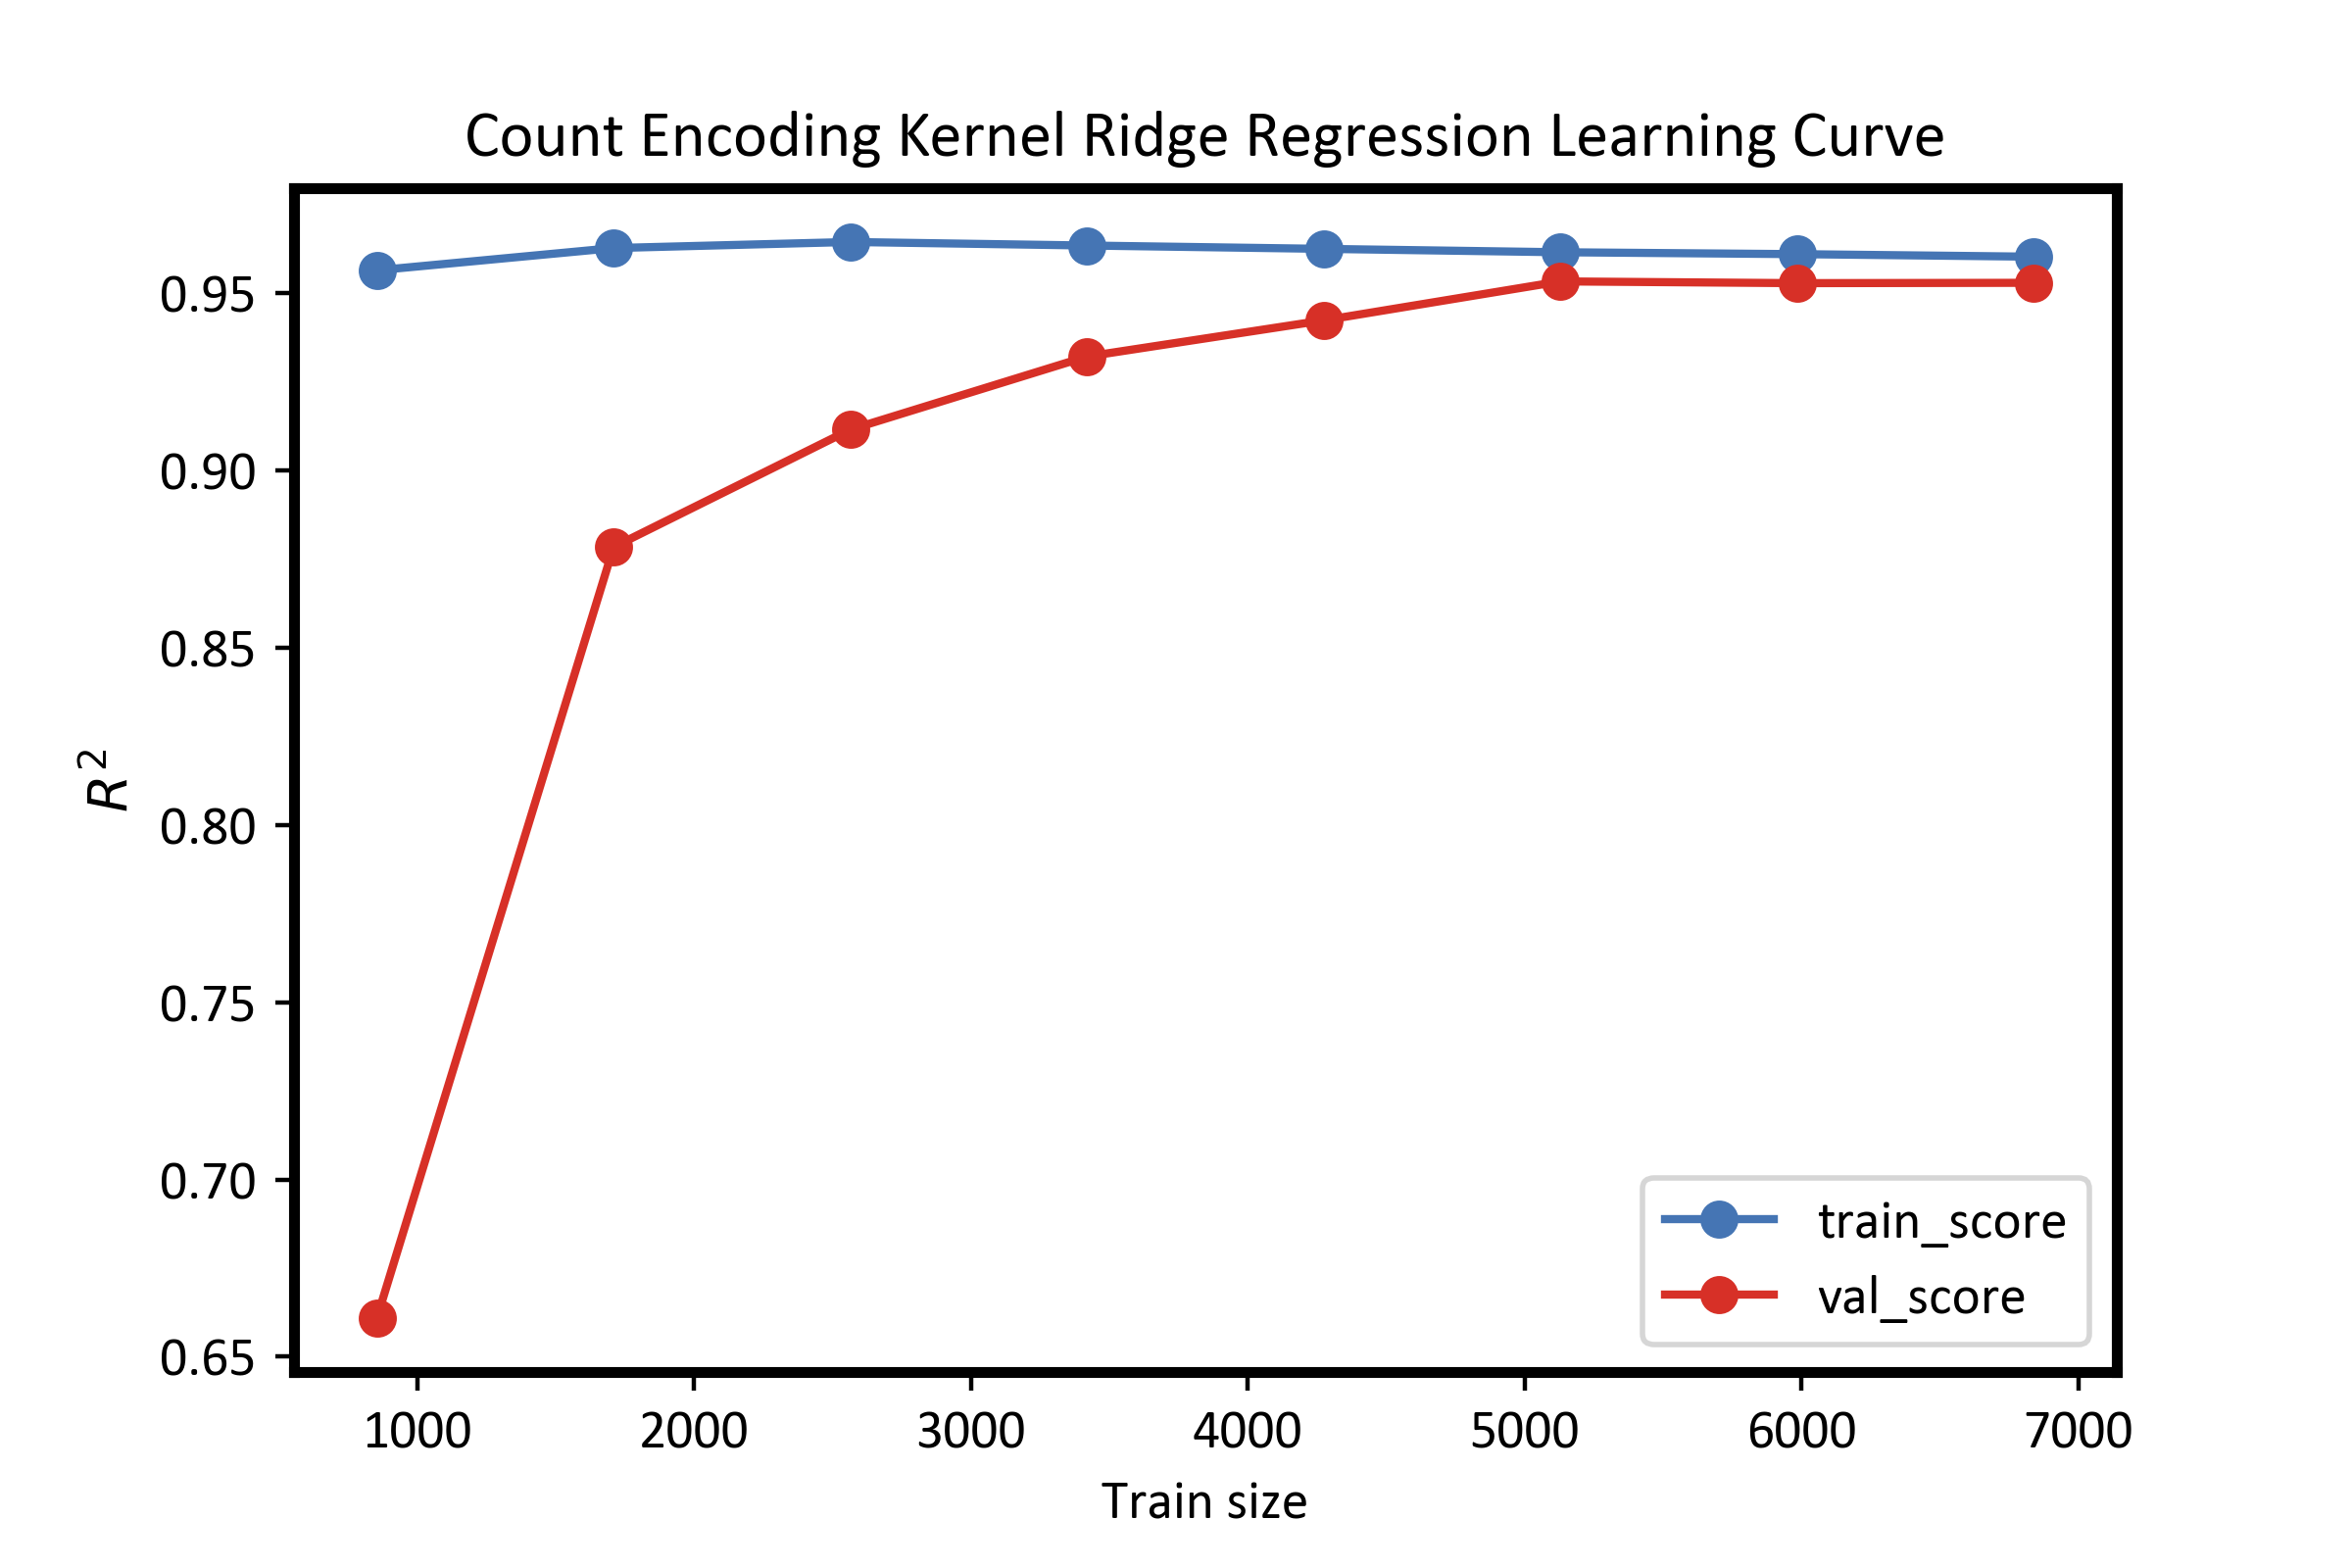 Count Encoding Kernel Ridge Regression Learning Curve
R²
0.95
0.90
0.85
0.80
0.75
0.70
0.65
train_score
val_score
1000 2000 3000 4000 5000 6000 7000
Train size